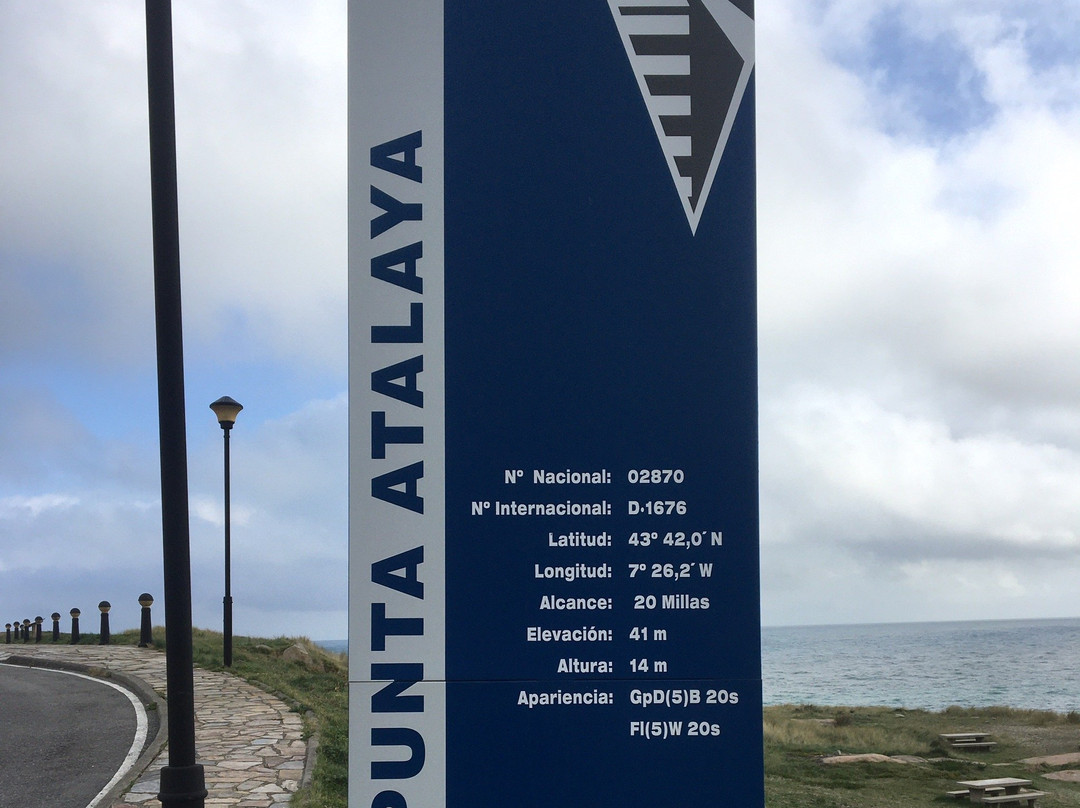 PUNTA ATALAYA
Nº Nacional: 02870
Nº Internacional: D·1676
Latitud: 43º 42,0´ N
Longitud: 7º 26,2´ W
Alcance: 20 Millas
Elevación: 41 m
Altura: 14 m
Apariencia: GpD(5)B 20s
Fl(5)W 20s